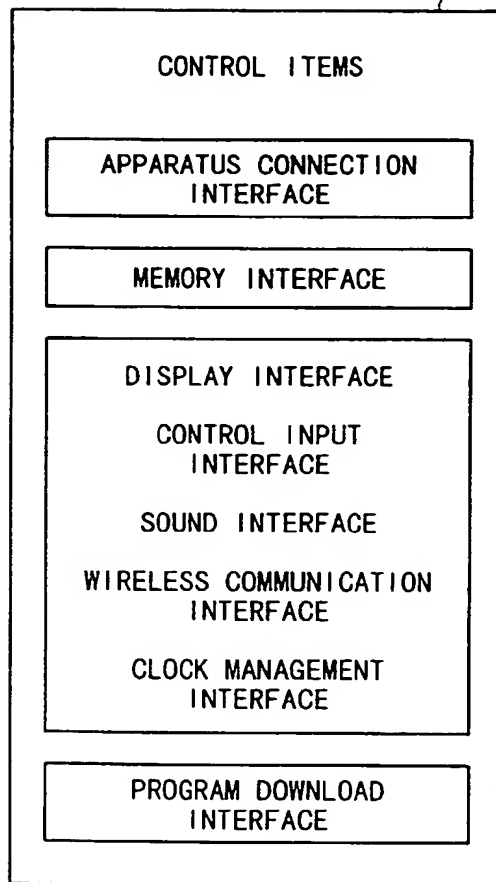 CONTROL ITEMS
APPARATUS CONNECTION
INTERFACE
MEMORY INTERFACE
DISPLAY INTERFACE
CONTROL INPUT
INTERFACE
SOUND INTERFACE
WIRELESS COMMUNICATION
INTERFACE
CLOCK MANAGEMENT
INTERFACE
PROGRAM DOWNLOAD
INTERFACE